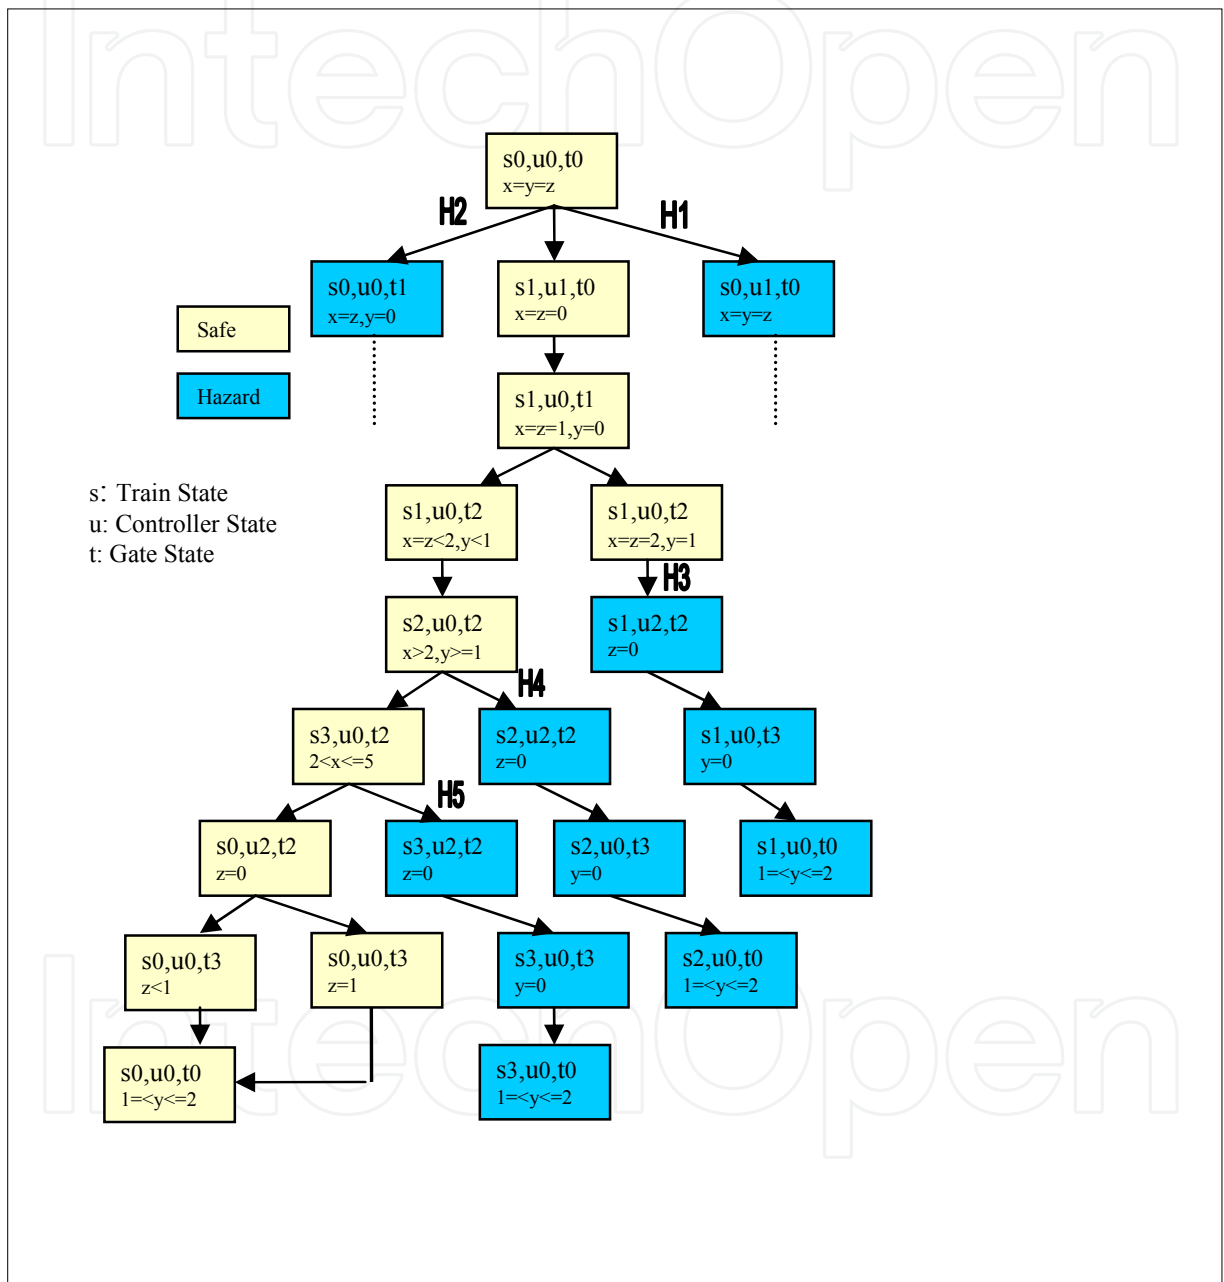 IntechOpen
s0,u0,t0
x=y=z
H2
H1
s0,u0,t1
x=z,y=0
s1,u1,t0
x=z=0
s0,u1,t0
x=y=z
Safe
Hazard
s1,u0,t1
x=z=1,y=0
s: Train State
u: Controller State
t: Gate State
s1,u0,t2
x=z<2,y<1
s1,u0,t2
x=z=2,y=1
H3
s2,u0,t2
x>2,y>=1
s1,u2,t2
z=0
H4
s3,u0,t2
2<x<=5
s2,u2,t2
z=0
s1,u0,t3
y=0
H5
s0,u2,t2
z=0
s3,u2,t2
z=0
s2,u0,t3
y=0
s1,u0,t0
1=<y<=2
s0,u0,t3
z<1
s0,u0,t3
z=1
s3,u0,t3
y=0
s2,u0,t0
1=<y<=2
IntechOpen
s0,u0,t0
1=<y<=2
s3,u0,t0
1=<y<=2